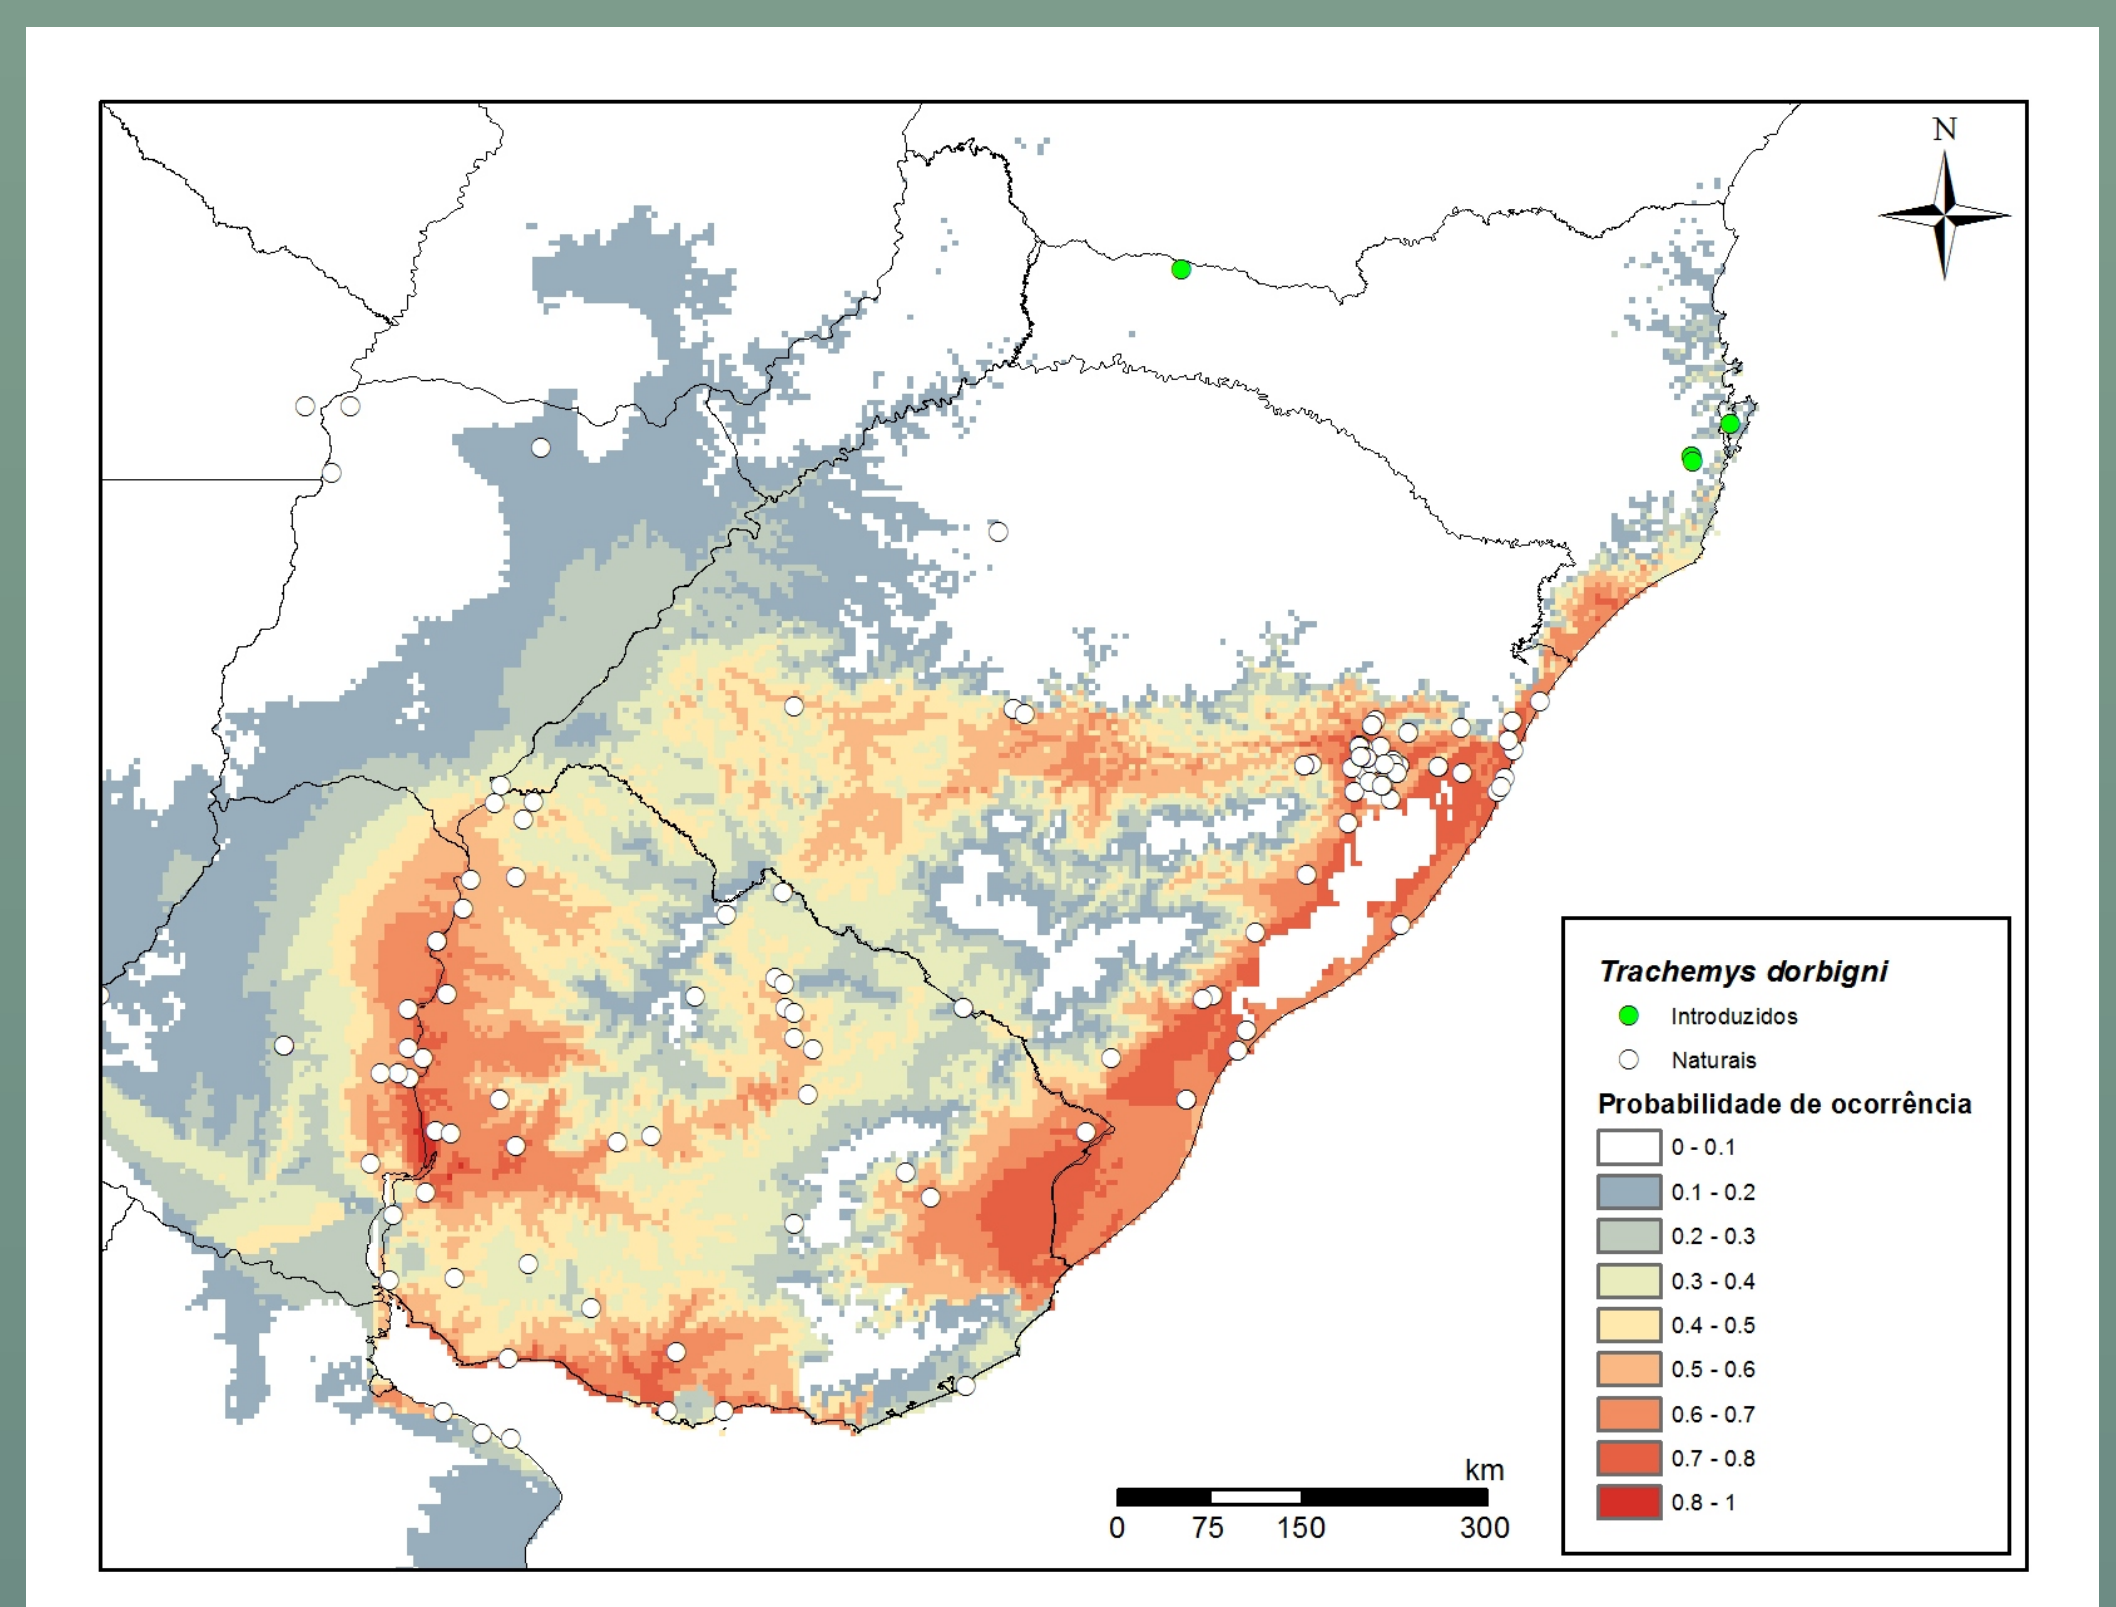 N
Trachemys dorbigni
Introduzidos
Naturais
Probabilidade de ocorrência
0 - 0.1
0.1 - 0.2
0.2 - 0.3
0.3 - 0.4
0.4 - 0.5
0.5 - 0.6
0.6 - 0.7
0.7 - 0.8
0.8 - 1
km
0 75 150 300